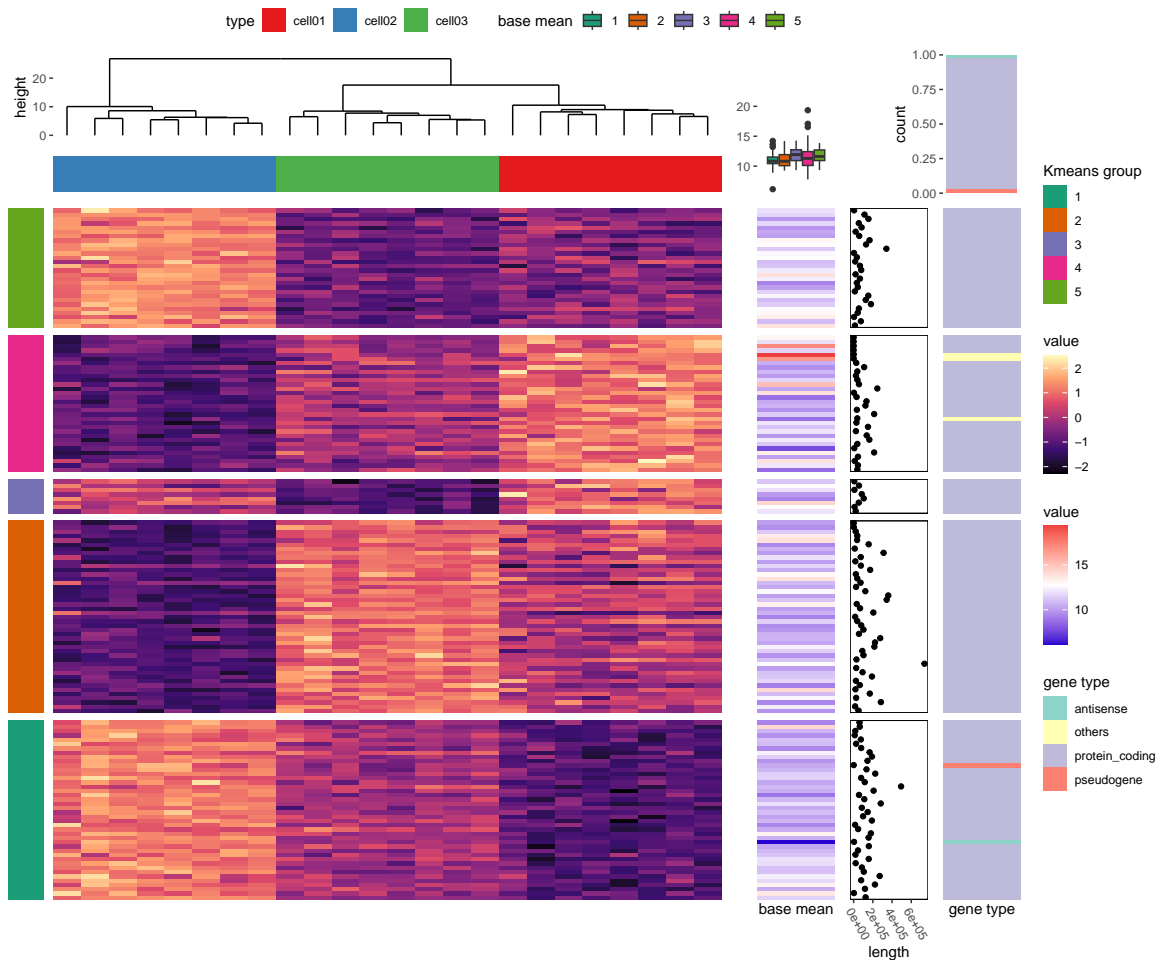 type cell01 cell02 cell03 base mean 1 2 3 4 5
height
20
10
0
20
15
10
count
1.00
0.75
0.50
0.25
0.00
Kmeans group
1
2
3
4
5
value
2
1
0
−1
−2
value
15
10
gene type
antisense
others
protein_coding
pseudogene
base mean
0e+00
2e+05
4e+05
6e+05
length
gene type